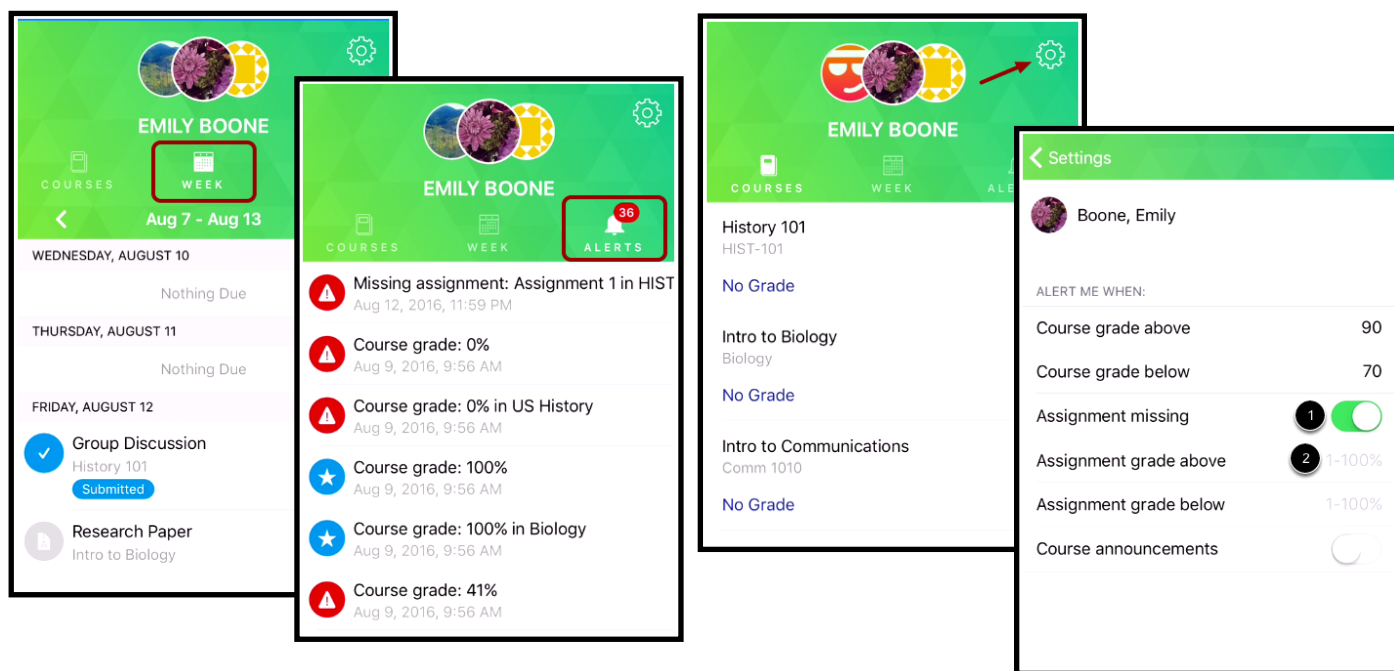 EMILY BOONE
COURSES WEEK
Aug 7 - Aug 13
WEDNESDAY, AUGUST 10
Nothing Due
THURSDAY, AUGUST 11
Nothing Due
FRIDAY, AUGUST 12
Group Discussion
History 101
Submitted
Research Paper
Intro to Biology
EMILY BOONE
36
COURSES WEEK ALERTS
Missing assignment: Assignment 1 in HIST
Aug 12, 2016, 11:59 PM
Course grade: 0%
Aug 9, 2016, 9:56 AM
Course grade: 0% in US History
Aug 9, 2016, 9:56 AM
Course grade: 100%
Aug 9, 2016, 9:56 AM
Course grade: 100% in Biology
Aug 9, 2016, 9:56 AM
Course grade: 41%
Aug 9, 2016, 9:56 AM
EMILY BOONE
COURSES WEEK ALE
History 101
HIST-101
No Grade
Intro to Biology
Biology
No Grade
Intro to Communications
Comm 1010
No Grade
Settings
Boone, Emily
ALERT ME WHEN:
Course grade above 90
Course grade below 70
Assignment missing 1
Assignment grade above 2 1-100%
Assignment grade below 1-100%
Course announcements